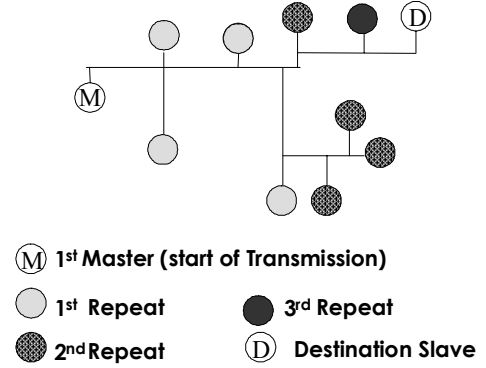 D
M
M 1st Master (start of Transmission)
1st Repeat
3rd Repeat
2nd Repeat
D Destination Slave